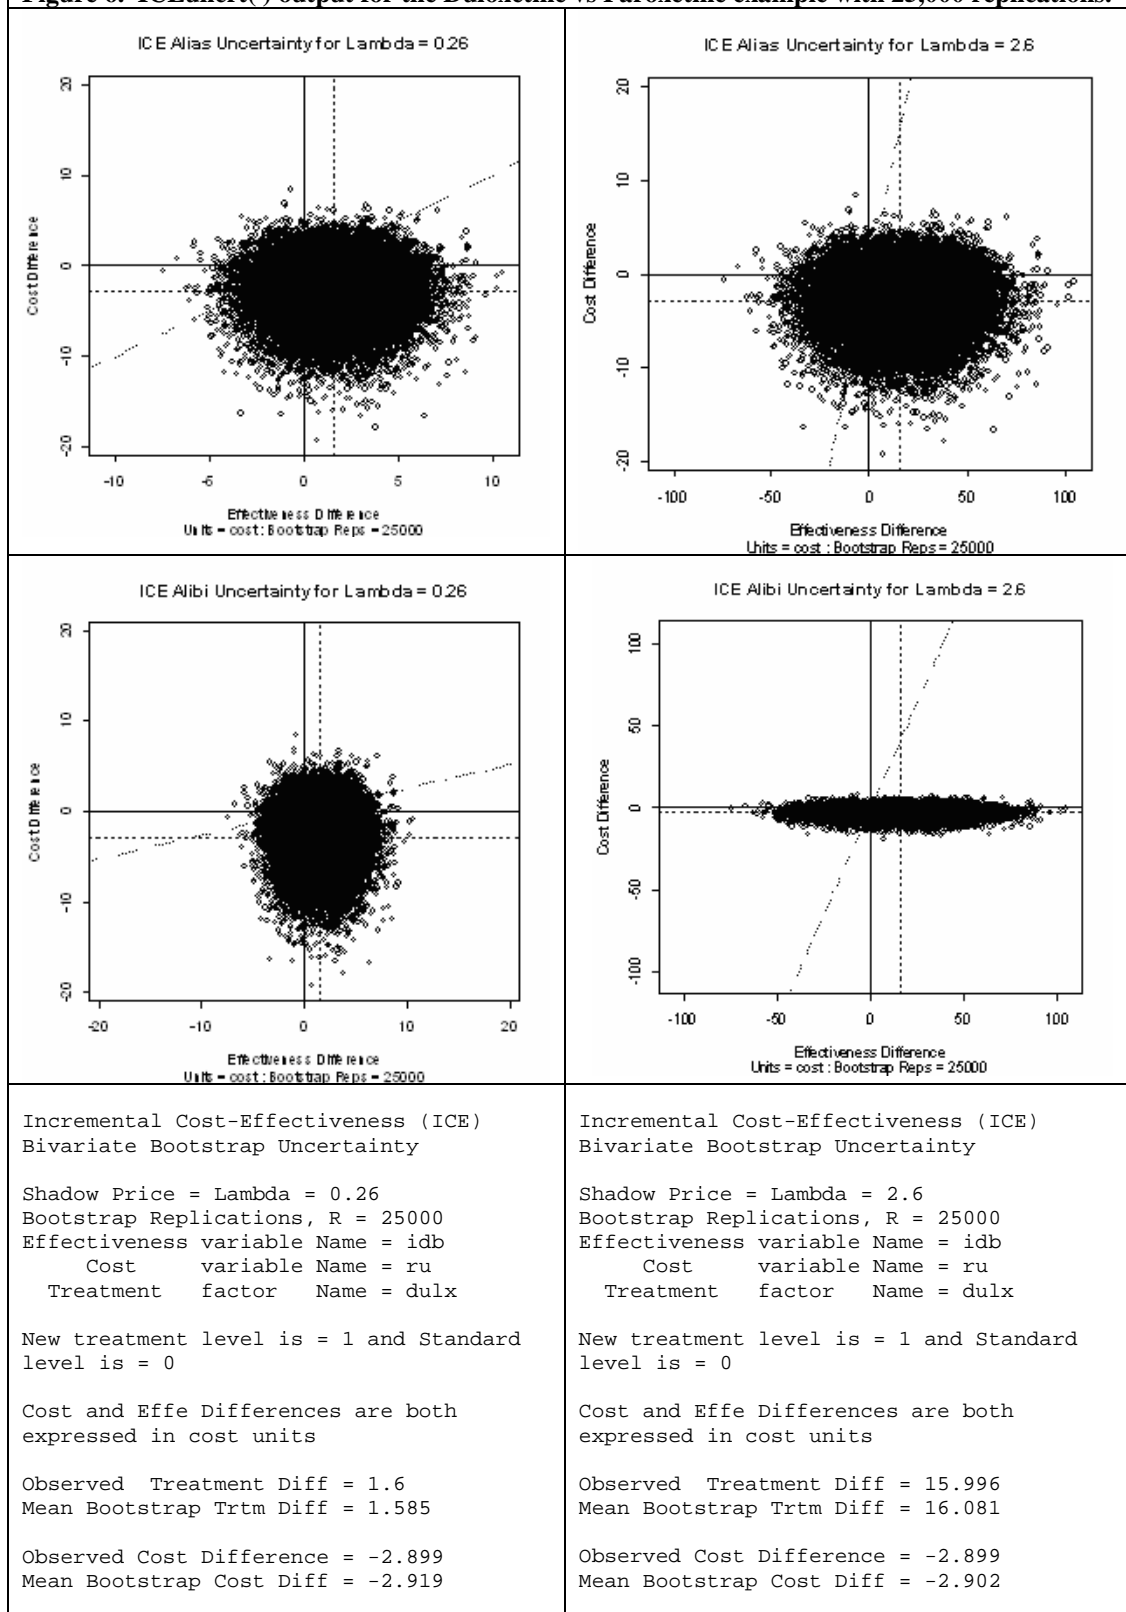 Figure 6. ICEuncrt( ) output for the Duloxetine vs Paroxetine example with 25,000 replications.
ICE Alias Uncertainty for Lambda = 0.26
20
10
0
-10
-20
Cost Difference
-10 -5 0 5 10
Effectiveness Difference
Units = cost : Bootstrap Reps = 25000
ICE Alias Uncertainty for Lambda = 2.6
20
10
0
-10
-20
Cost Difference
-100 -50 0 50 100
Effectiveness Difference
Units = cost : Bootstrap Reps = 25000
ICE Alibi Uncertainty for Lambda = 0.26
20
10
0
-10
-20
Cost Difference
-20 -10 0 10 20
Effectiveness Difference
Units = cost : Bootstrap Reps = 25000
ICE Alibi Uncertainty for Lambda = 2.6
100
50
0
-50
-100
Cost Difference
-100 -50 0 50 100
Effectiveness Difference
Units = cost : Bootstrap Reps = 25000
Incremental Cost-Effectiveness (ICE)
Bivariate Bootstrap Uncertainty
Shadow Price = Lambda = 0.26
Bootstrap Replications, R = 25000
Effectiveness variable Name = idb
Cost variable Name = ru
Treatment factor Name = dulx
New treatment level is = 1 and Standard
level is = 0
Cost and Effe Differences are both
expressed in cost units
Observed Treatment Diff = 1.6
Mean Bootstrap Trtm Diff = 1.585
Observed Cost Difference = -2.899
Mean Bootstrap Cost Diff = -2.919
Incremental Cost-Effectiveness (ICE)
Bivariate Bootstrap Uncertainty
Shadow Price = Lambda = 2.6
Bootstrap Replications, R = 25000
Effectiveness variable Name = idb
Cost variable Name = ru
Treatment factor Name = dulx
New treatment level is = 1 and Standard
level is = 0
Cost and Effe Differences are both
expressed in cost units
Observed Treatment Diff = 15.996
Mean Bootstrap Trtm Diff = 16.081
Observed Cost Difference = -2.899
Mean Bootstrap Cost Diff = -2.902